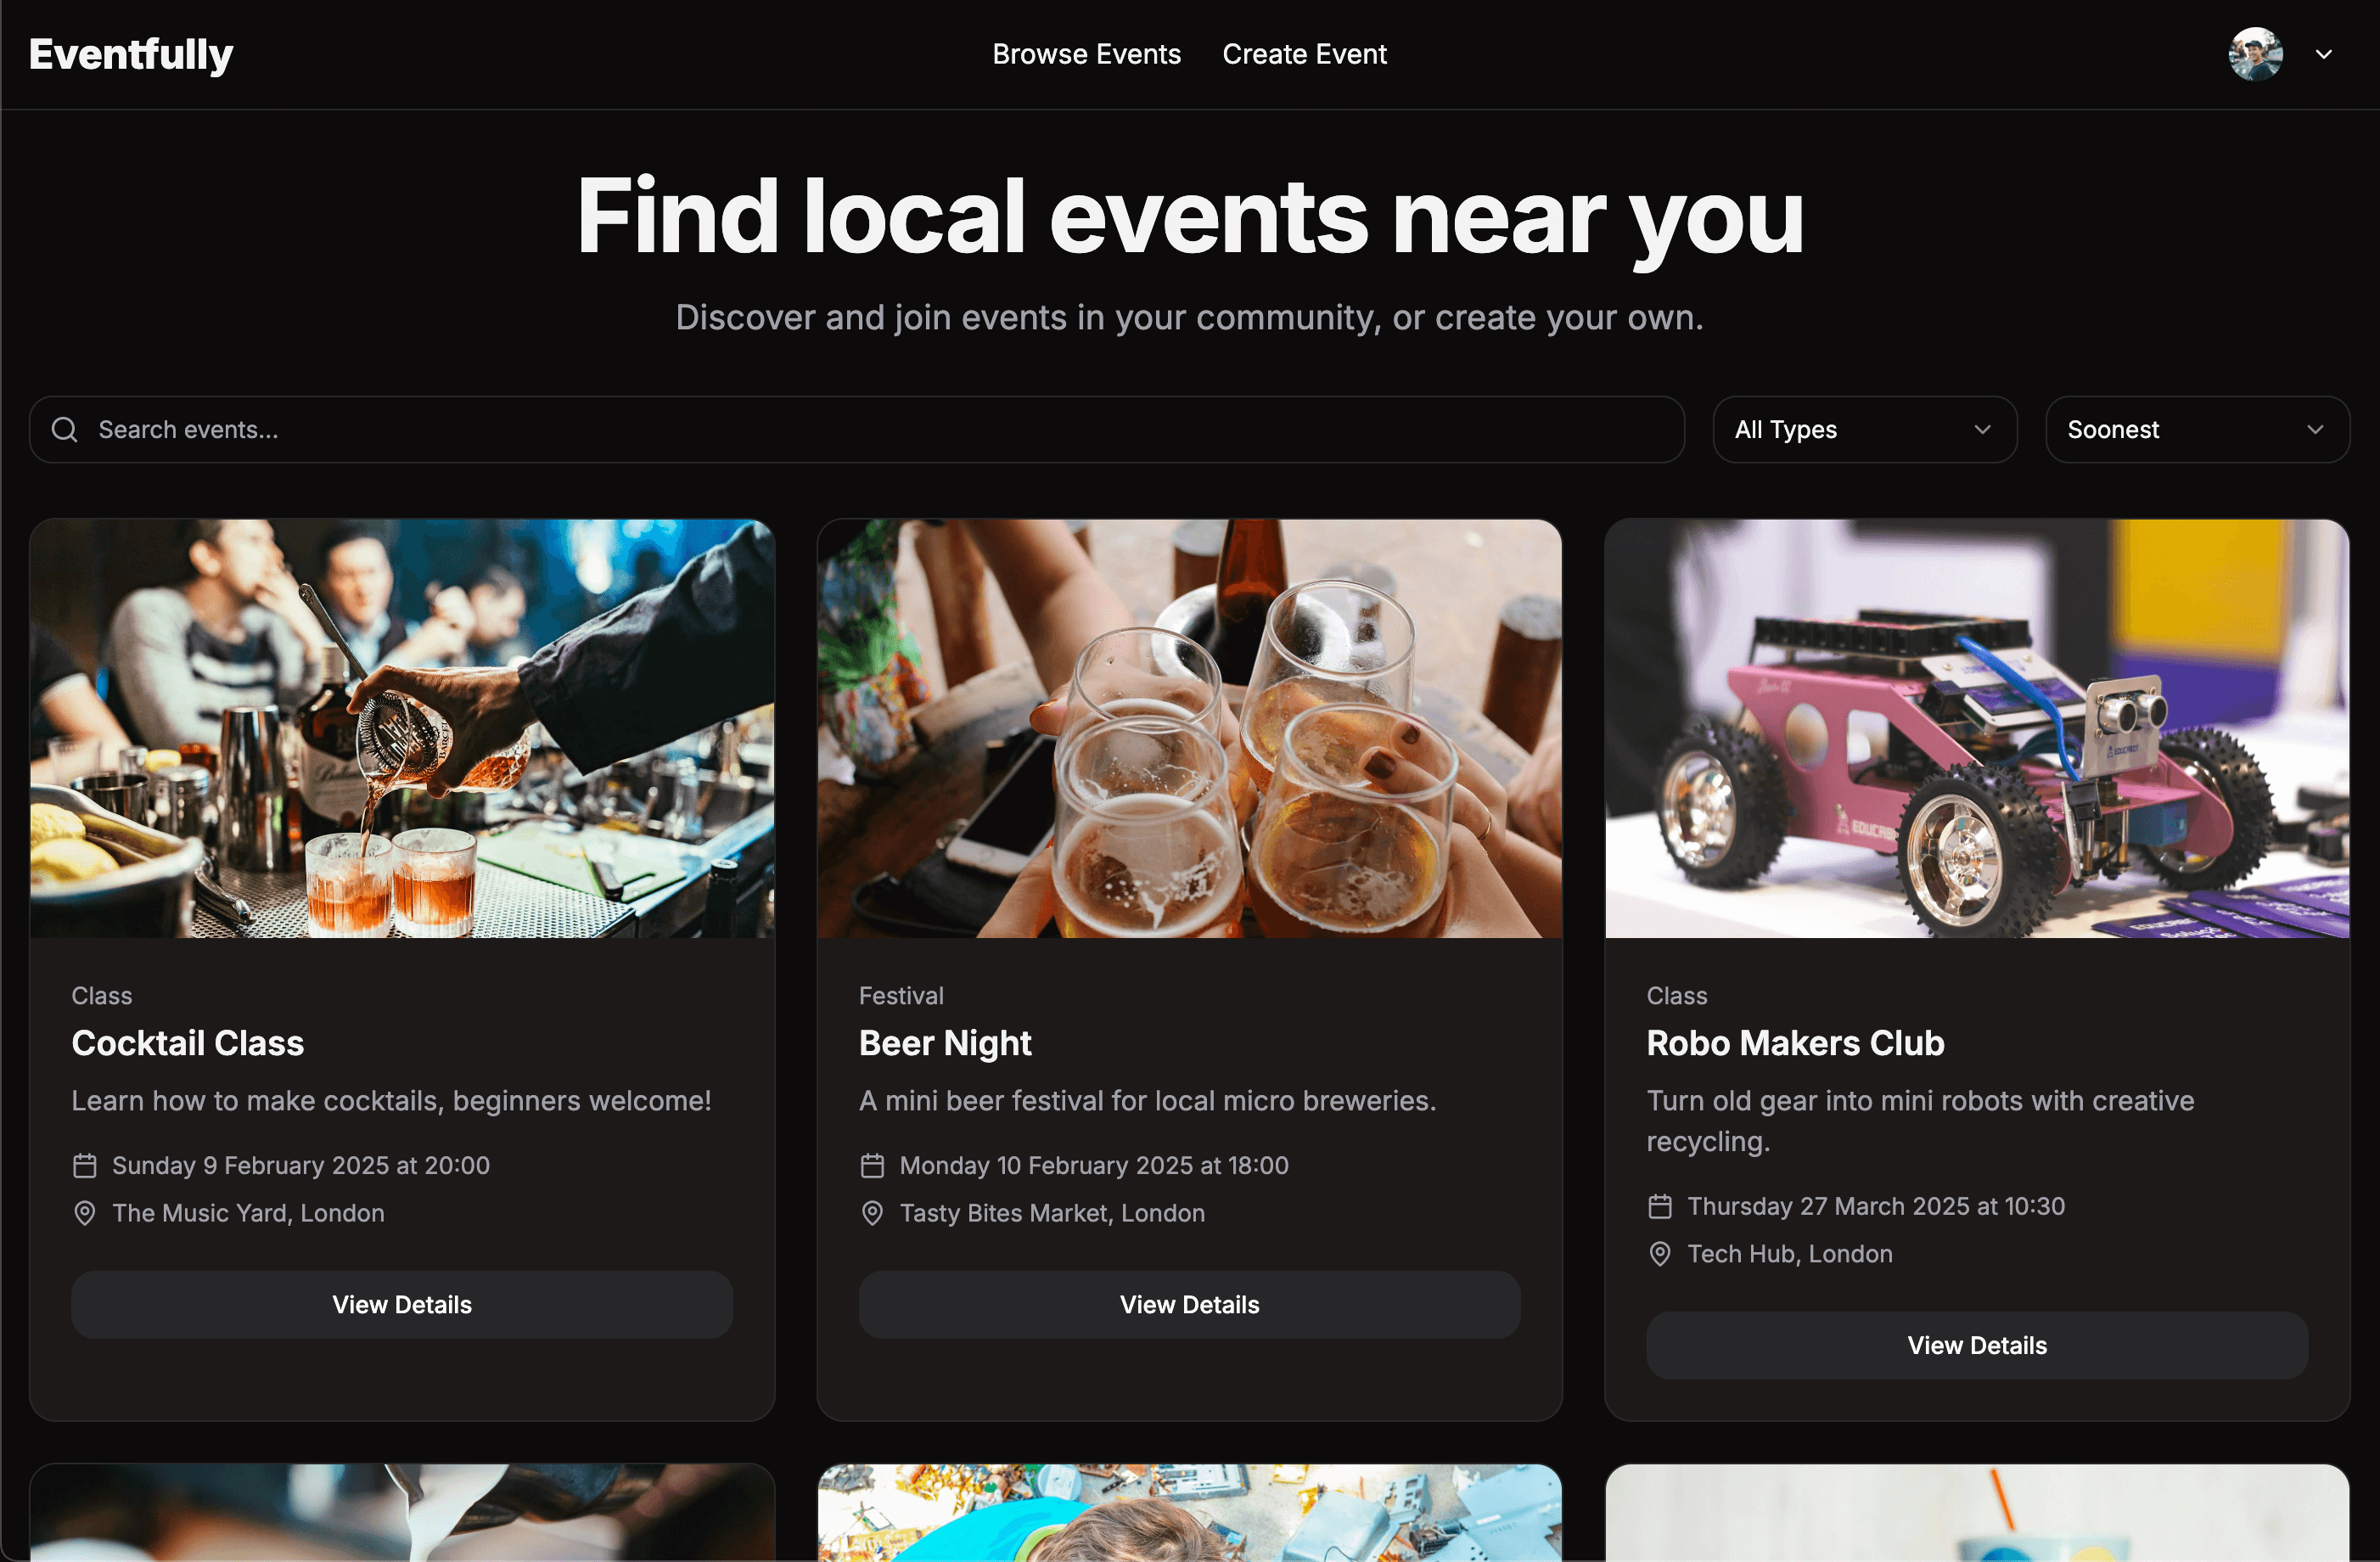 Eventfully
Browse Events
Create Event
Find local events near you
Discover and join events in your community, or create your own.
Search events...
All Types
Soonest
Class
Cocktail Class
Learn how to make cocktails, beginners welcome!
Sunday 9 February 2025 at 20:00
The Music Yard, London
View Details
Festival
Beer Night
A mini beer festival for local micro breweries.
Monday 10 February 2025 at 18:00
Tasty Bites Market, London
View Details
EDUCABOT
Class
Robo Makers Club
Turn old gear into mini robots with creative
recycling.
Thursday 27 March 2025 at 10:30
Tech Hub, London
View Details